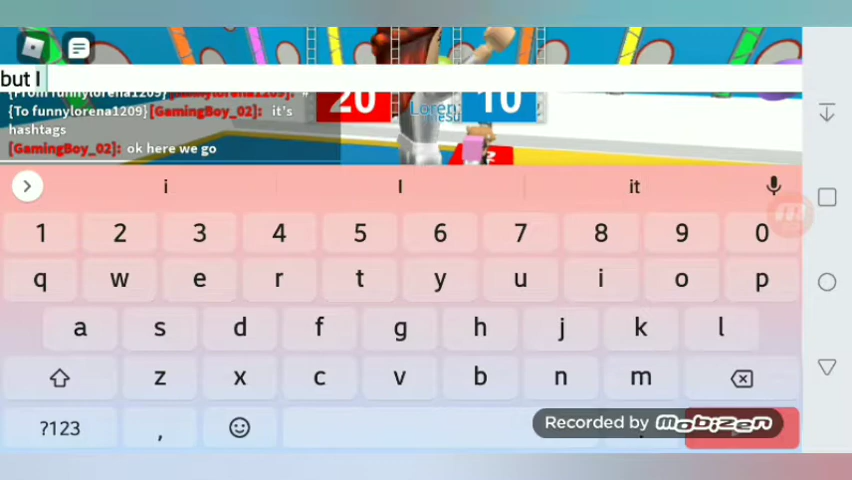 but I
{To funnylorena1209} [GamingBoy_02]: it's
hashtags
[GamingBoy_02]: ok here we go
20
10
i I it
1 2 3 4 5 6 7 8 9 0
q w e r t y u i o p
a s d f g h j k l
z x c v b n m
?123 ,
Recorded by mobizen